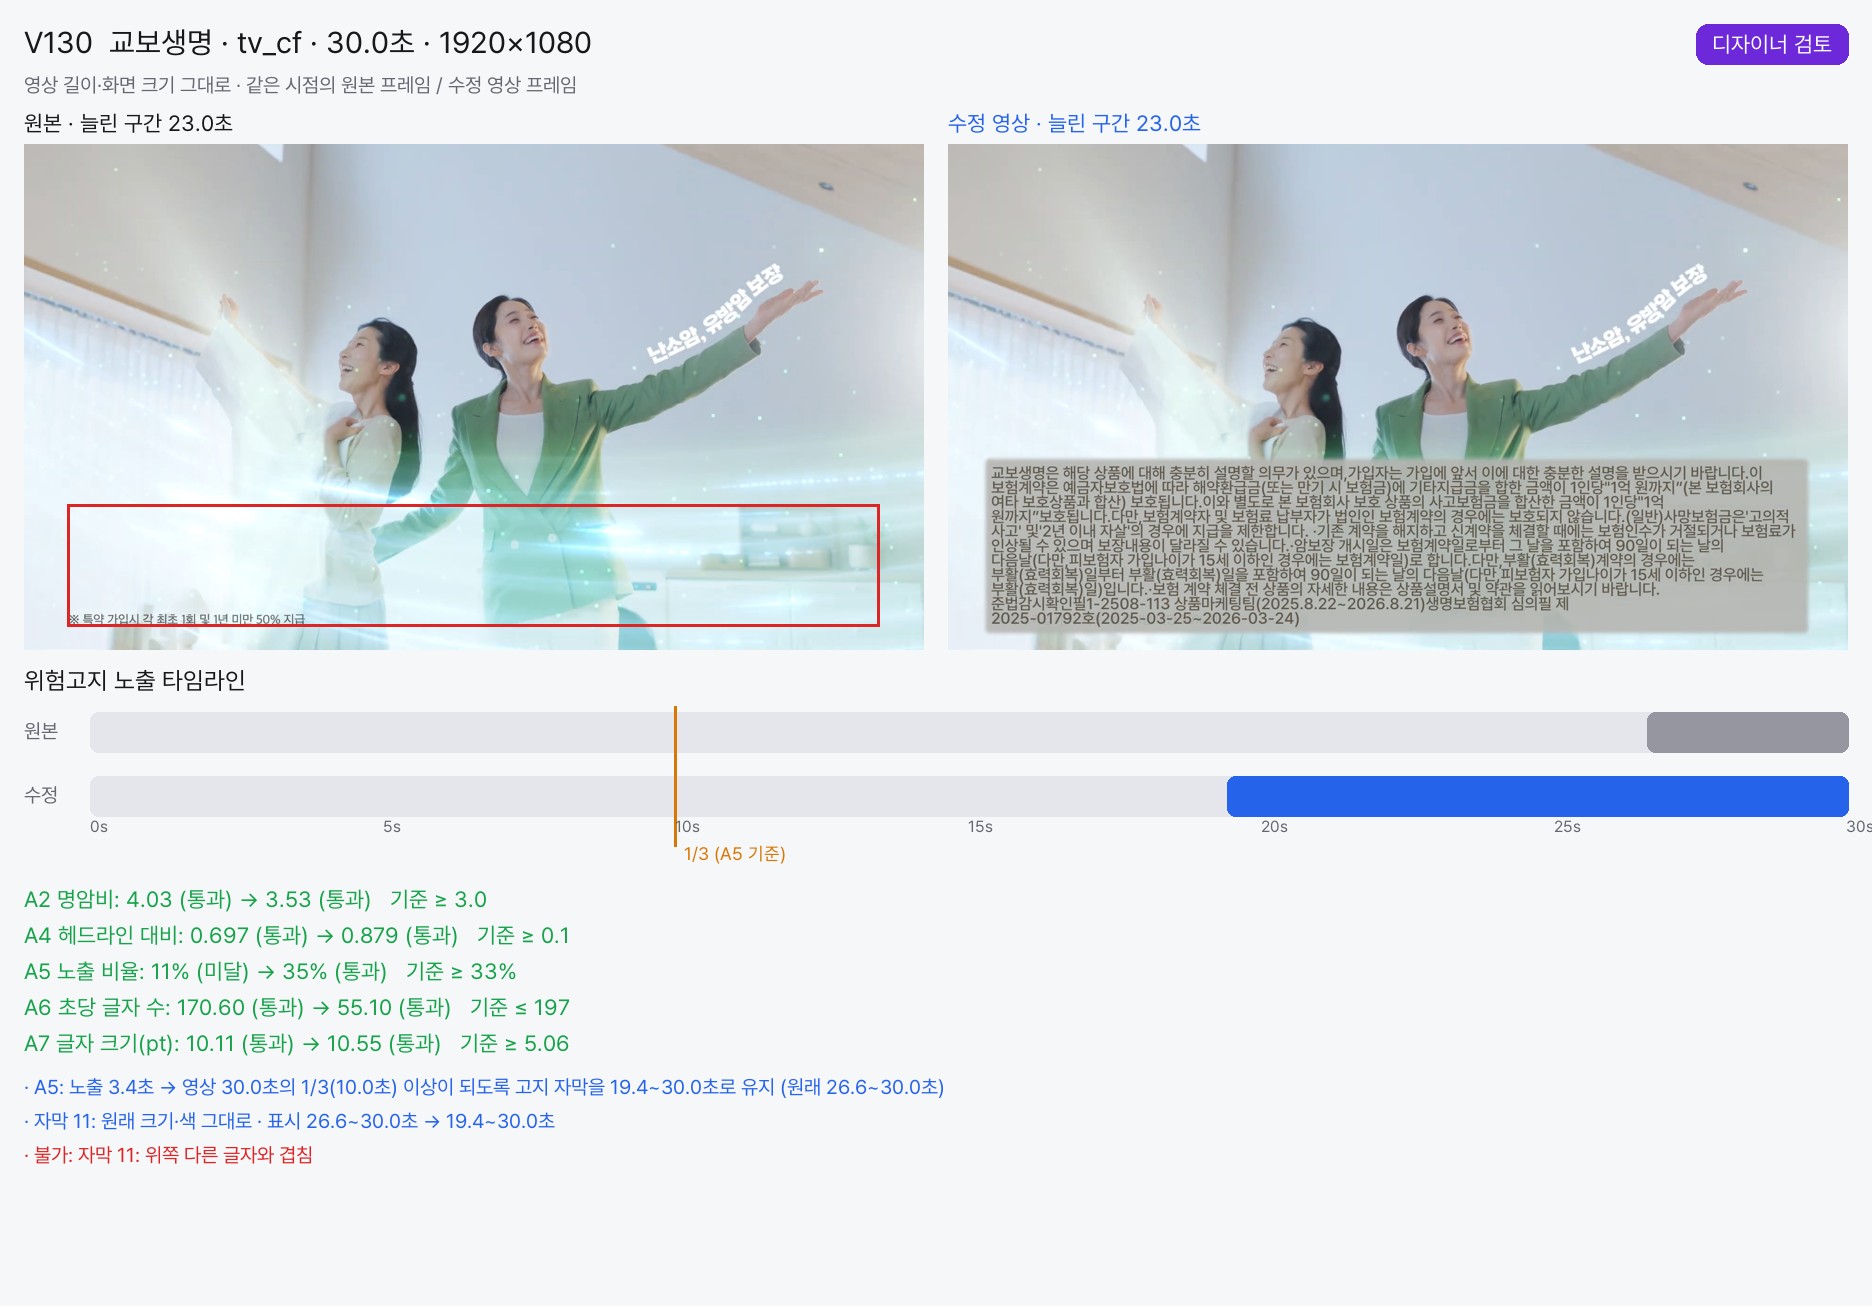 V130 교보생명 · tv_cf · 30.0초 · 1920×1080
디자이너 검토
영상 길이·화면 크기 그대로 · 같은 시점의 원본 프레임 / 수정 영상 프레임
원본 · 늘린 구간 23.0초
난소암, 유방암 보장
※ 특약 가입시 각 최초 1회 및 1년 미만 50% 지급
수정 영상 · 늘린 구간 23.0초
난소암, 유방암 보장
교보생명은 해당 상품에 대해 충분히 설명할 의무가 있으며,가입자는 가입에 앞서 이에 대한 충분한 설명을 받으시기 바랍니다.이
보험계약은 예금자보호법에 따라 해약환급금(또는 만기 시 보험금)에 기타지급금을 합한 금액이 1인당"1억 원까지"(본 보험회사의
여타 보호상품과 합산) 보호됩니다.이와 별도로 본 보험회사 보호 상품의 사고보험금을 합산한 금액이 1인당"1억
원까지"보호됩니다.다만 보험계약자 및 보험료 납부자가 법인인 보험계약의 경우에는 보호되지 않습니다.(일반)사망보험금은'고의적
사고' 및'2년 이내 자살'의 경우에 지급을 제한합니다. ·기존 계약을 해지하고 신계약을 체결할 때에는 보험인수가 거절되거나 보험료가
인상될 수 있으며 보장내용이 달라질 수 있습니다.·암보장 개시일은 보험계약일로부터 그 날을 포함하여 90일이 되는 날의
다음날(다만,피보험자 가입나이가 15세 이하인 경우에는 보험계약일)로 합니다.다만,부활(효력회복)계약의 경우에는
부활(효력회복)일부터 부활(효력회복)일을 포함하여 90일이 되는 날의 다음날(다만,피보험자 가입나이가 15세 이하인 경우에는
부활(효력회복)일)입니다.·보험 계약 체결 전 상품의 자세한 내용은 상품설명서 및 약관을 읽어보시기 바랍니다.
준법감시확인필1-2508-113 상품마케팅팀(2025.8.22~2026.8.21)생명보험협회 심의필 제
2025-01792호(2025-03-25~2026-03-24)
위험고지 노출 타임라인
원본
수정
0s 5s 10s 15s 20s 25s 30s
1/3 (A5 기준)
A2 명암비: 4.03 (통과) → 3.53 (통과) 기준 ≥ 3.0
A4 헤드라인 대비: 0.697 (통과) → 0.879 (통과) 기준 ≥ 0.1
A5 노출 비율: 11% (미달) → 35% (통과) 기준 ≥ 33%
A6 초당 글자 수: 170.60 (통과) → 55.10 (통과) 기준 ≤ 197
A7 글자 크기(pt): 10.11 (통과) → 10.55 (통과) 기준 ≥ 5.06
· A5: 노출 3.4초 → 영상 30.0초의 1/3(10.0초) 이상이 되도록 고지 자막을 19.4~30.0초로 유지 (원래 26.6~30.0초)
· 자막 11: 원래 크기·색 그대로 · 표시 26.6~30.0초 → 19.4~30.0초
· 불가: 자막 11: 위쪽 다른 글자와 겹침